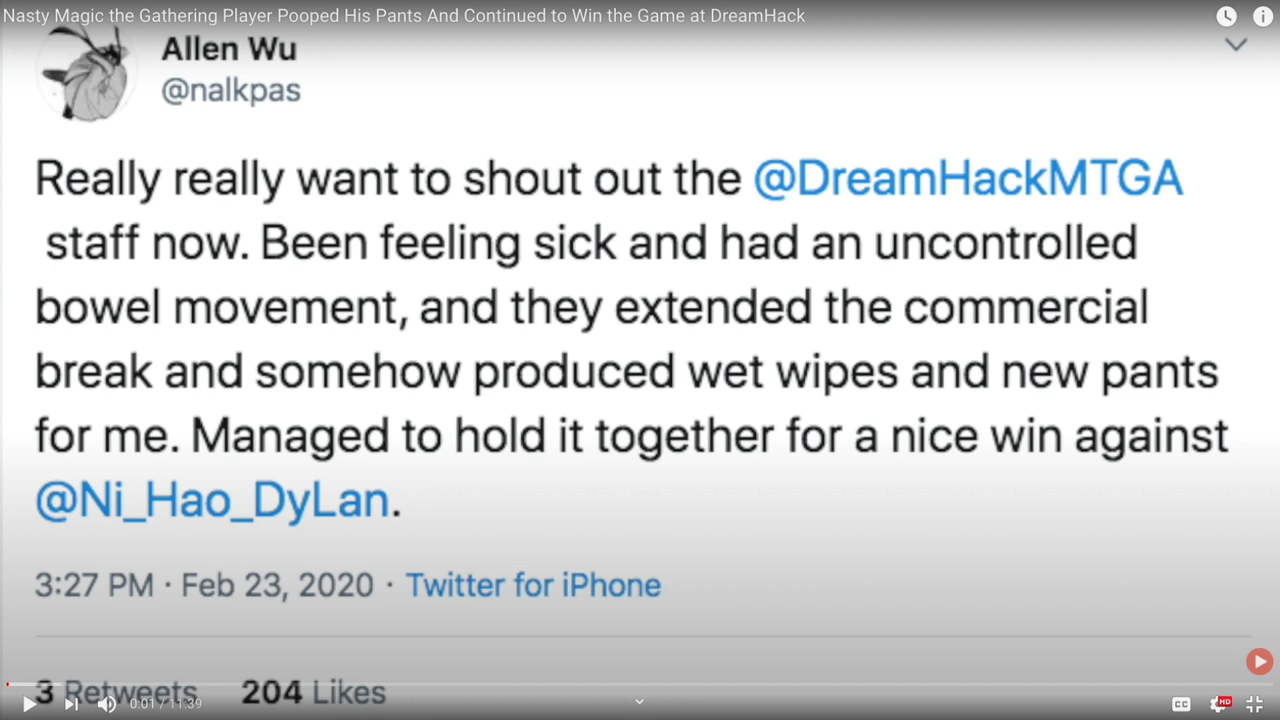 Nasty Magic the Gathering Player Pooped His Pants And Continued to Win the Game at DreamHack
Allen Wu
@nalkpas
Really really want to shout out the @DreamHackMTGA
staff now. Been feeling sick and had an uncontrolled
bowel movement, and they extended the commercial
break and somehow produced wet wipes and new pants
for me. Managed to hold it together for a nice win against
@Ni_Hao_DyLan.
3:27 PM · Feb 23, 2020 · Twitter for iPhone
3 Retweets 204 Likes
0:01 / 11:39
CC HD